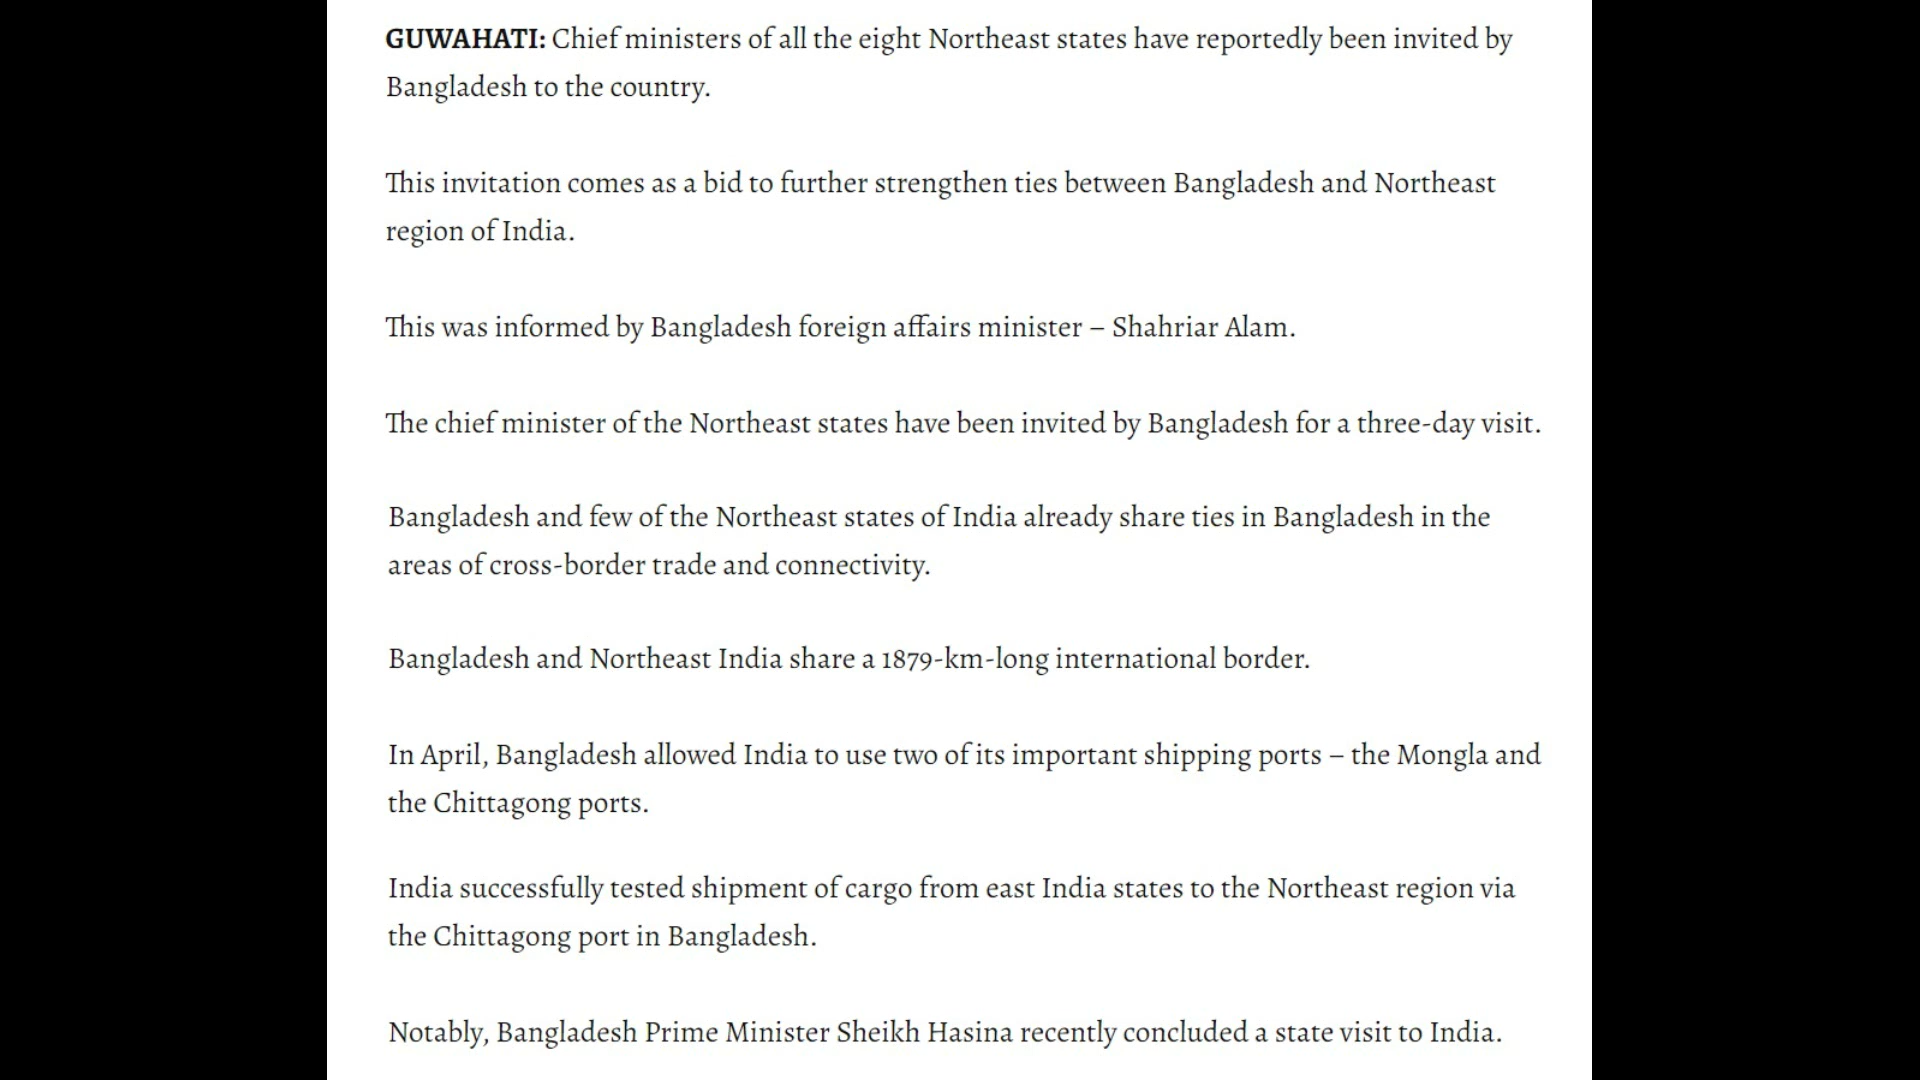 GUWAHATI: Chief ministers of all the eight Northeast states have reportedly been invited by
Bangladesh to the country.
This invitation comes as a bid to further strengthen ties between Bangladesh and Northeast
region of India.
This was informed by Bangladesh foreign affairs minister – Shahriar Alam.
The chief minister of the Northeast states have been invited by Bangladesh for a three-day visit.
Bangladesh and few of the Northeast states of India already share ties in Bangladesh in the
areas of cross-border trade and connectivity.
Bangladesh and Northeast India share a 1879-km-long international border.
In April, Bangladesh allowed India to use two of its important shipping ports – the Mongla and
the Chittagong ports.
India successfully tested shipment of cargo from east India states to the Northeast region via
the Chittagong port in Bangladesh.
Notably, Bangladesh Prime Minister Sheikh Hasina recently concluded a state visit to India.